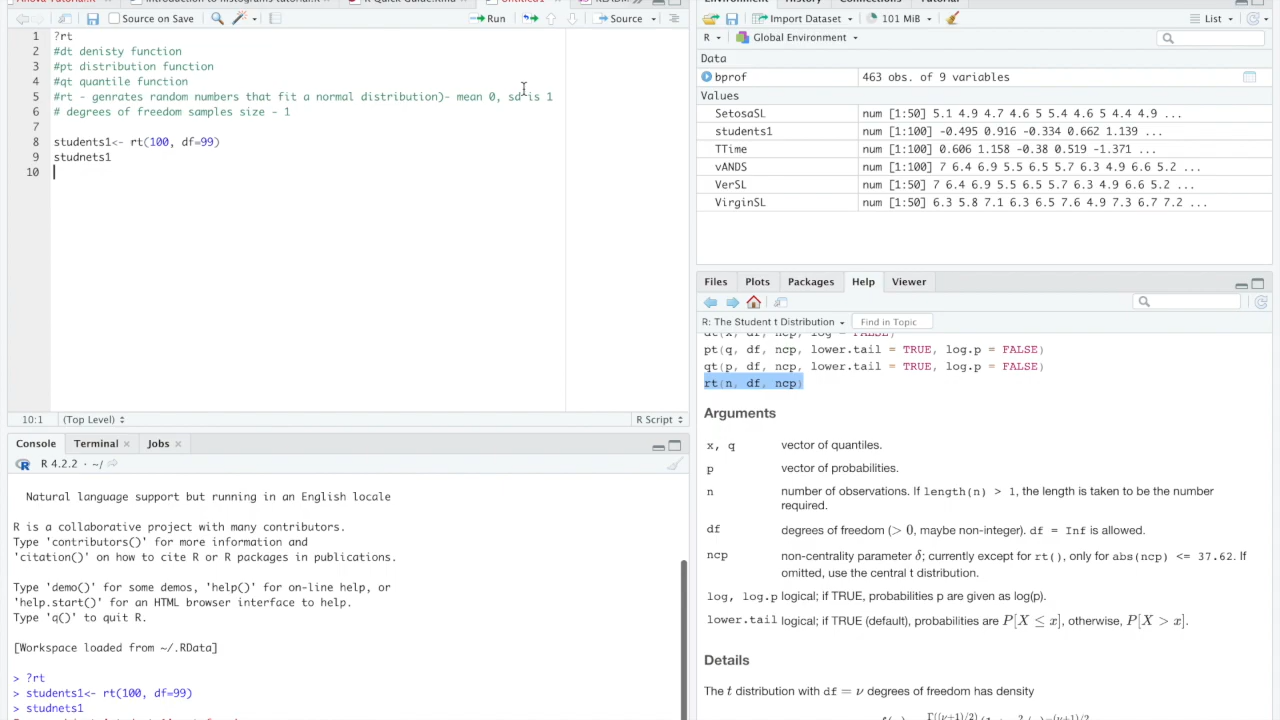 Run
Source on Save
Source
1 ?rt
2 #dt denisty function
3 #pt distribution function
4 #qt quantile function
5 #rt - genrates random numbers that fit a normal distribution)- mean 0, sd is 1
6 # degrees of freedom samples size - 1
7
8 students1<- rt(100, df=99)
9 studnets1
10
10:1 (Top Level) R Script
Console Terminal Jobs
R 4.2.2 · ~/
Natural language support but running in an English locale
R is a collaborative project with many contributors.
Type 'contributors()' for more information and
'citation()' on how to cite R or R packages in publications.
Type 'demo()' for some demos, 'help()' for on-line help, or
'help.start()' for an HTML browser interface to help.
Type 'q()' to quit R.
[Workspace loaded from ~/.RData]
> ?rt
> students1<- rt(100, df=99)
> studnets1
Import Dataset 101 MiB List
R Global Environment
Data
bprof 463 obs. of 9 variables
Values
SetosaSL num [1:50] 5.1 4.9 4.7 4.6 5 5.4 4.6 5 4.4 4.9 ...
students1 num [1:100] -0.495 0.916 -0.334 0.662 1.139 ...
TTime num [1:100] 0.606 1.158 -0.38 0.519 -1.371 ...
vANDS num [1:100] 7 6.4 6.9 5.5 6.5 5.7 6.3 4.9 6.6 5.2 ...
VerSL num [1:50] 7 6.4 6.9 5.5 6.5 5.7 6.3 4.9 6.6 5.2 ...
VirginSL num [1:50] 6.3 5.8 7.1 6.3 6.5 7.6 4.9 7.3 6.7 7.2 ...
Files Plots Packages Help Viewer
R: The Student t Distribution Find in Topic
pt(q, df, ncp, lower.tail = TRUE, log.p = FALSE)
qt(p, df, ncp, lower.tail = TRUE, log.p = FALSE)
rt(n, df, ncp)
Arguments
x, q vector of quantiles.
p vector of probabilities.
n number of observations. If length(n) > 1, the length is taken to be the number
required.
df degrees of freedom (> 0, maybe non-integer). df = Inf is allowed.
ncp non-centrality parameter δ; currently except for rt(), only for abs(ncp) <= 37.62. If
omitted, use the central t distribution.
log, log.p logical; if TRUE, probabilities p are given as log(p).
lower.tail logical; if TRUE (default), probabilities are P[X ≤ x], otherwise, P[X > x].
Details
The t distribution with df = ν degrees of freedom has density